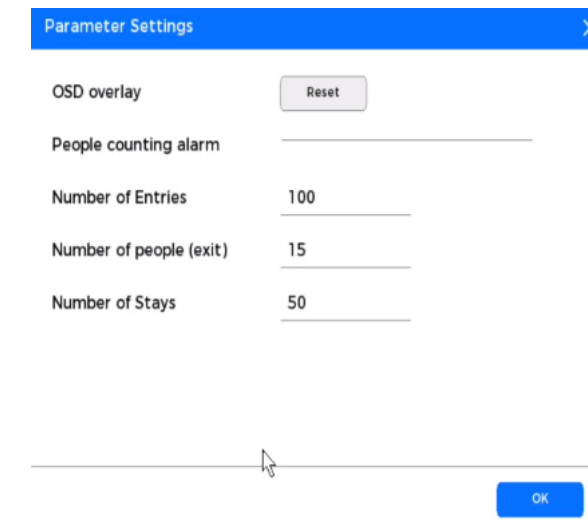 Parameter Settings
OSD overlay Reset
People counting alarm
Number of Entries 100
Number of people (exit) 15
Number of Stays 50
OK